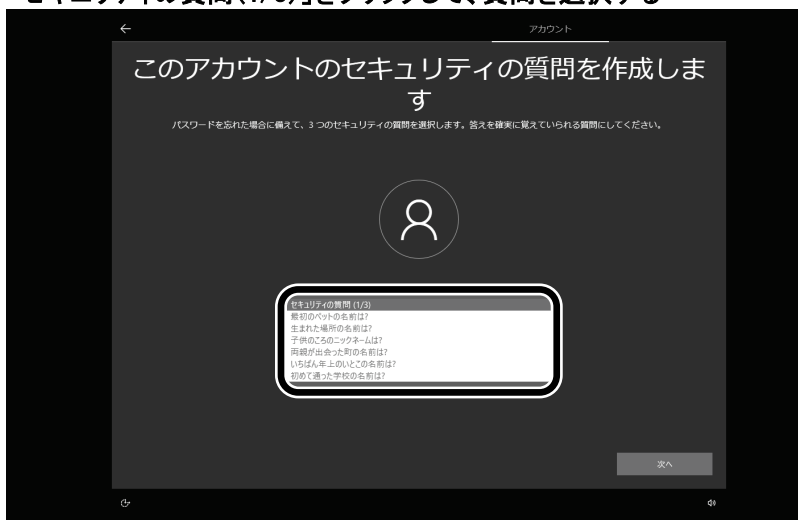 セキュリティの質問(1/3)」をクリックして、質問を選択する
アカウント
このアカウントのセキュリティの質問を作成しま
す
パスワードを忘れた場合に備えて、3 つのセキュリティの質問を選択します。答えを確実に覚えていられる質問にしてください。
セキュリティの質問 (1/3)
最初のペットの名前は?
生まれた場所の名前は?
子供のころのニックネームは?
両親が出会った町の名前は?
いちばん年上のいとこの名前は?
初めて通った学校の名前は?
次へ